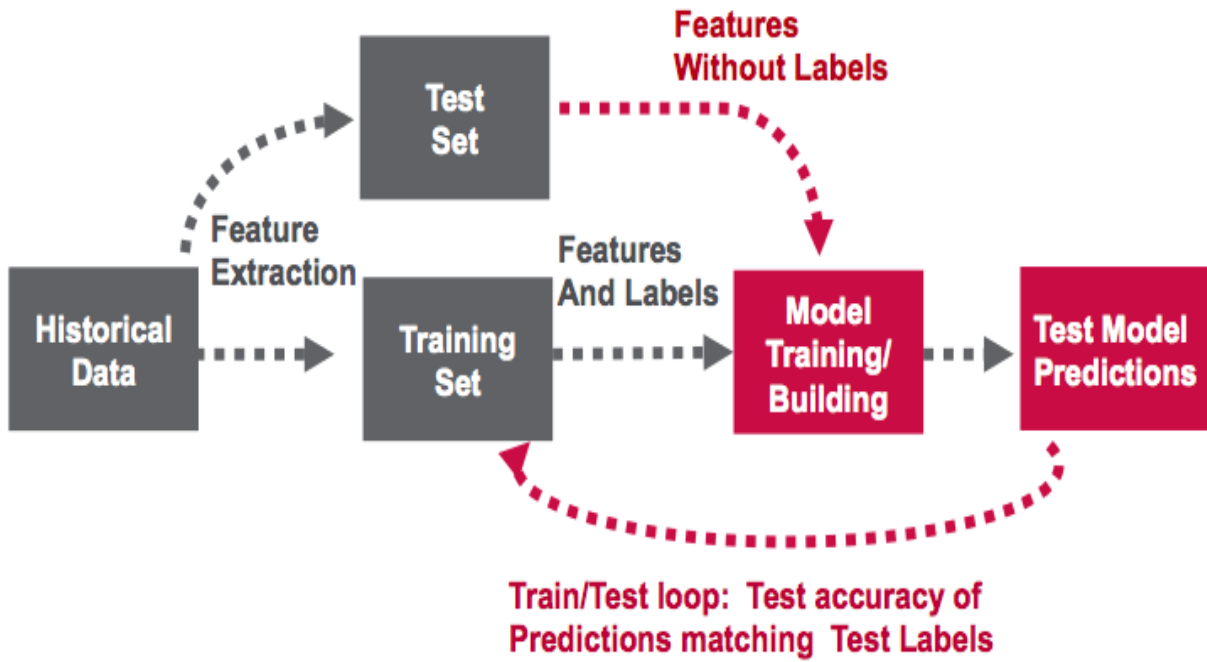 Features
Without Labels
Test
Set
Feature
Extraction
Features
And Labels
Historical
Data
Training
Set
Model
Training/
Building
Test Model
Predictions
Train/Test loop: Test accuracy of
Predictions matching Test Labels